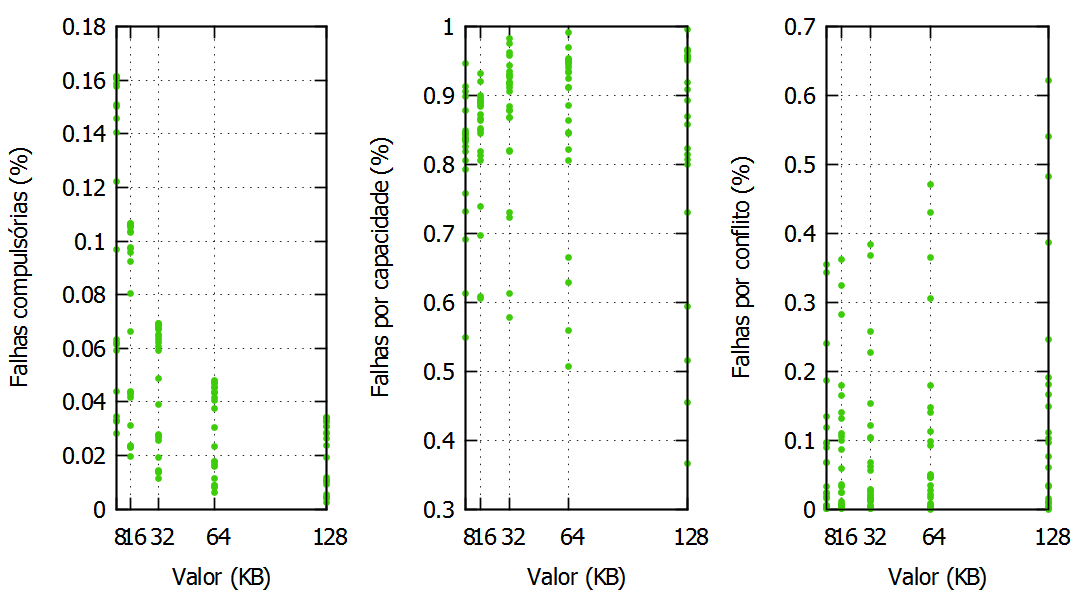 Falhas compulsórias (%)
0.18
0.16
0.14
0.12
0.1
0.08
0.06
0.04
0.02
0
8 16 32 64 128
Valor (KB)
Falhas por capacidade (%)
1
0.9
0.8
0.7
0.6
0.5
0.4
0.3
8 16 32 64 128
Valor (KB)
Falhas por conflito (%)
0.7
0.6
0.5
0.4
0.3
0.2
0.1
0
8 16 32 64 128
Valor (KB)